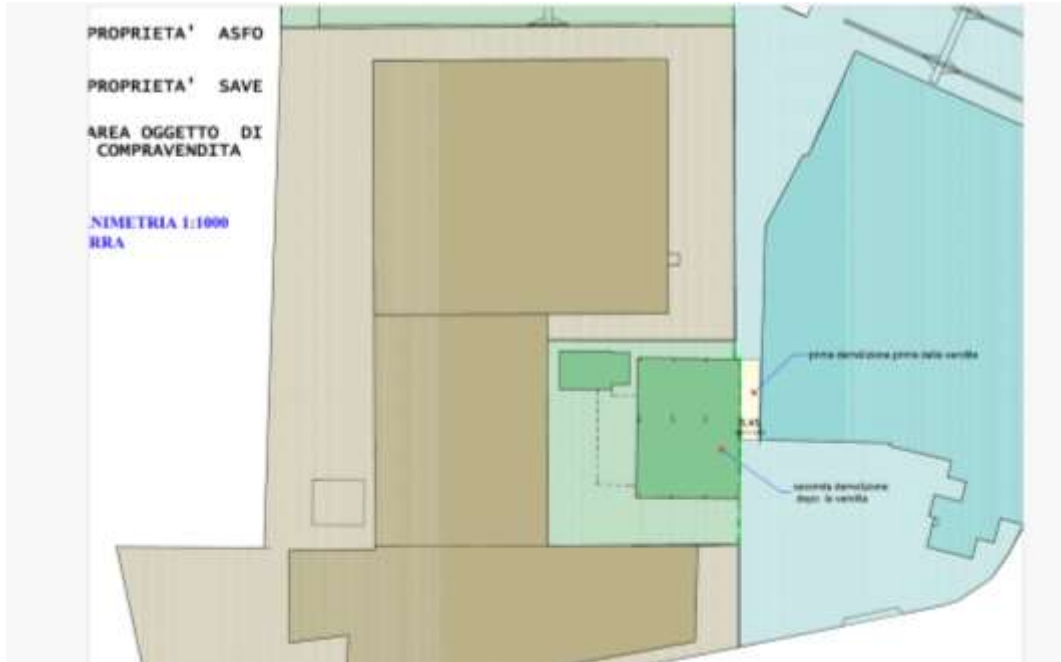 PROPRIETA' ASFO
PROPRIETA' SAVE
AREA OGGETTO DI
COMPRAVENDITA
NIMETRIA 1:1000
RRA
prima demolizione prima della vendita
seconda demolizione
dopo la vendita